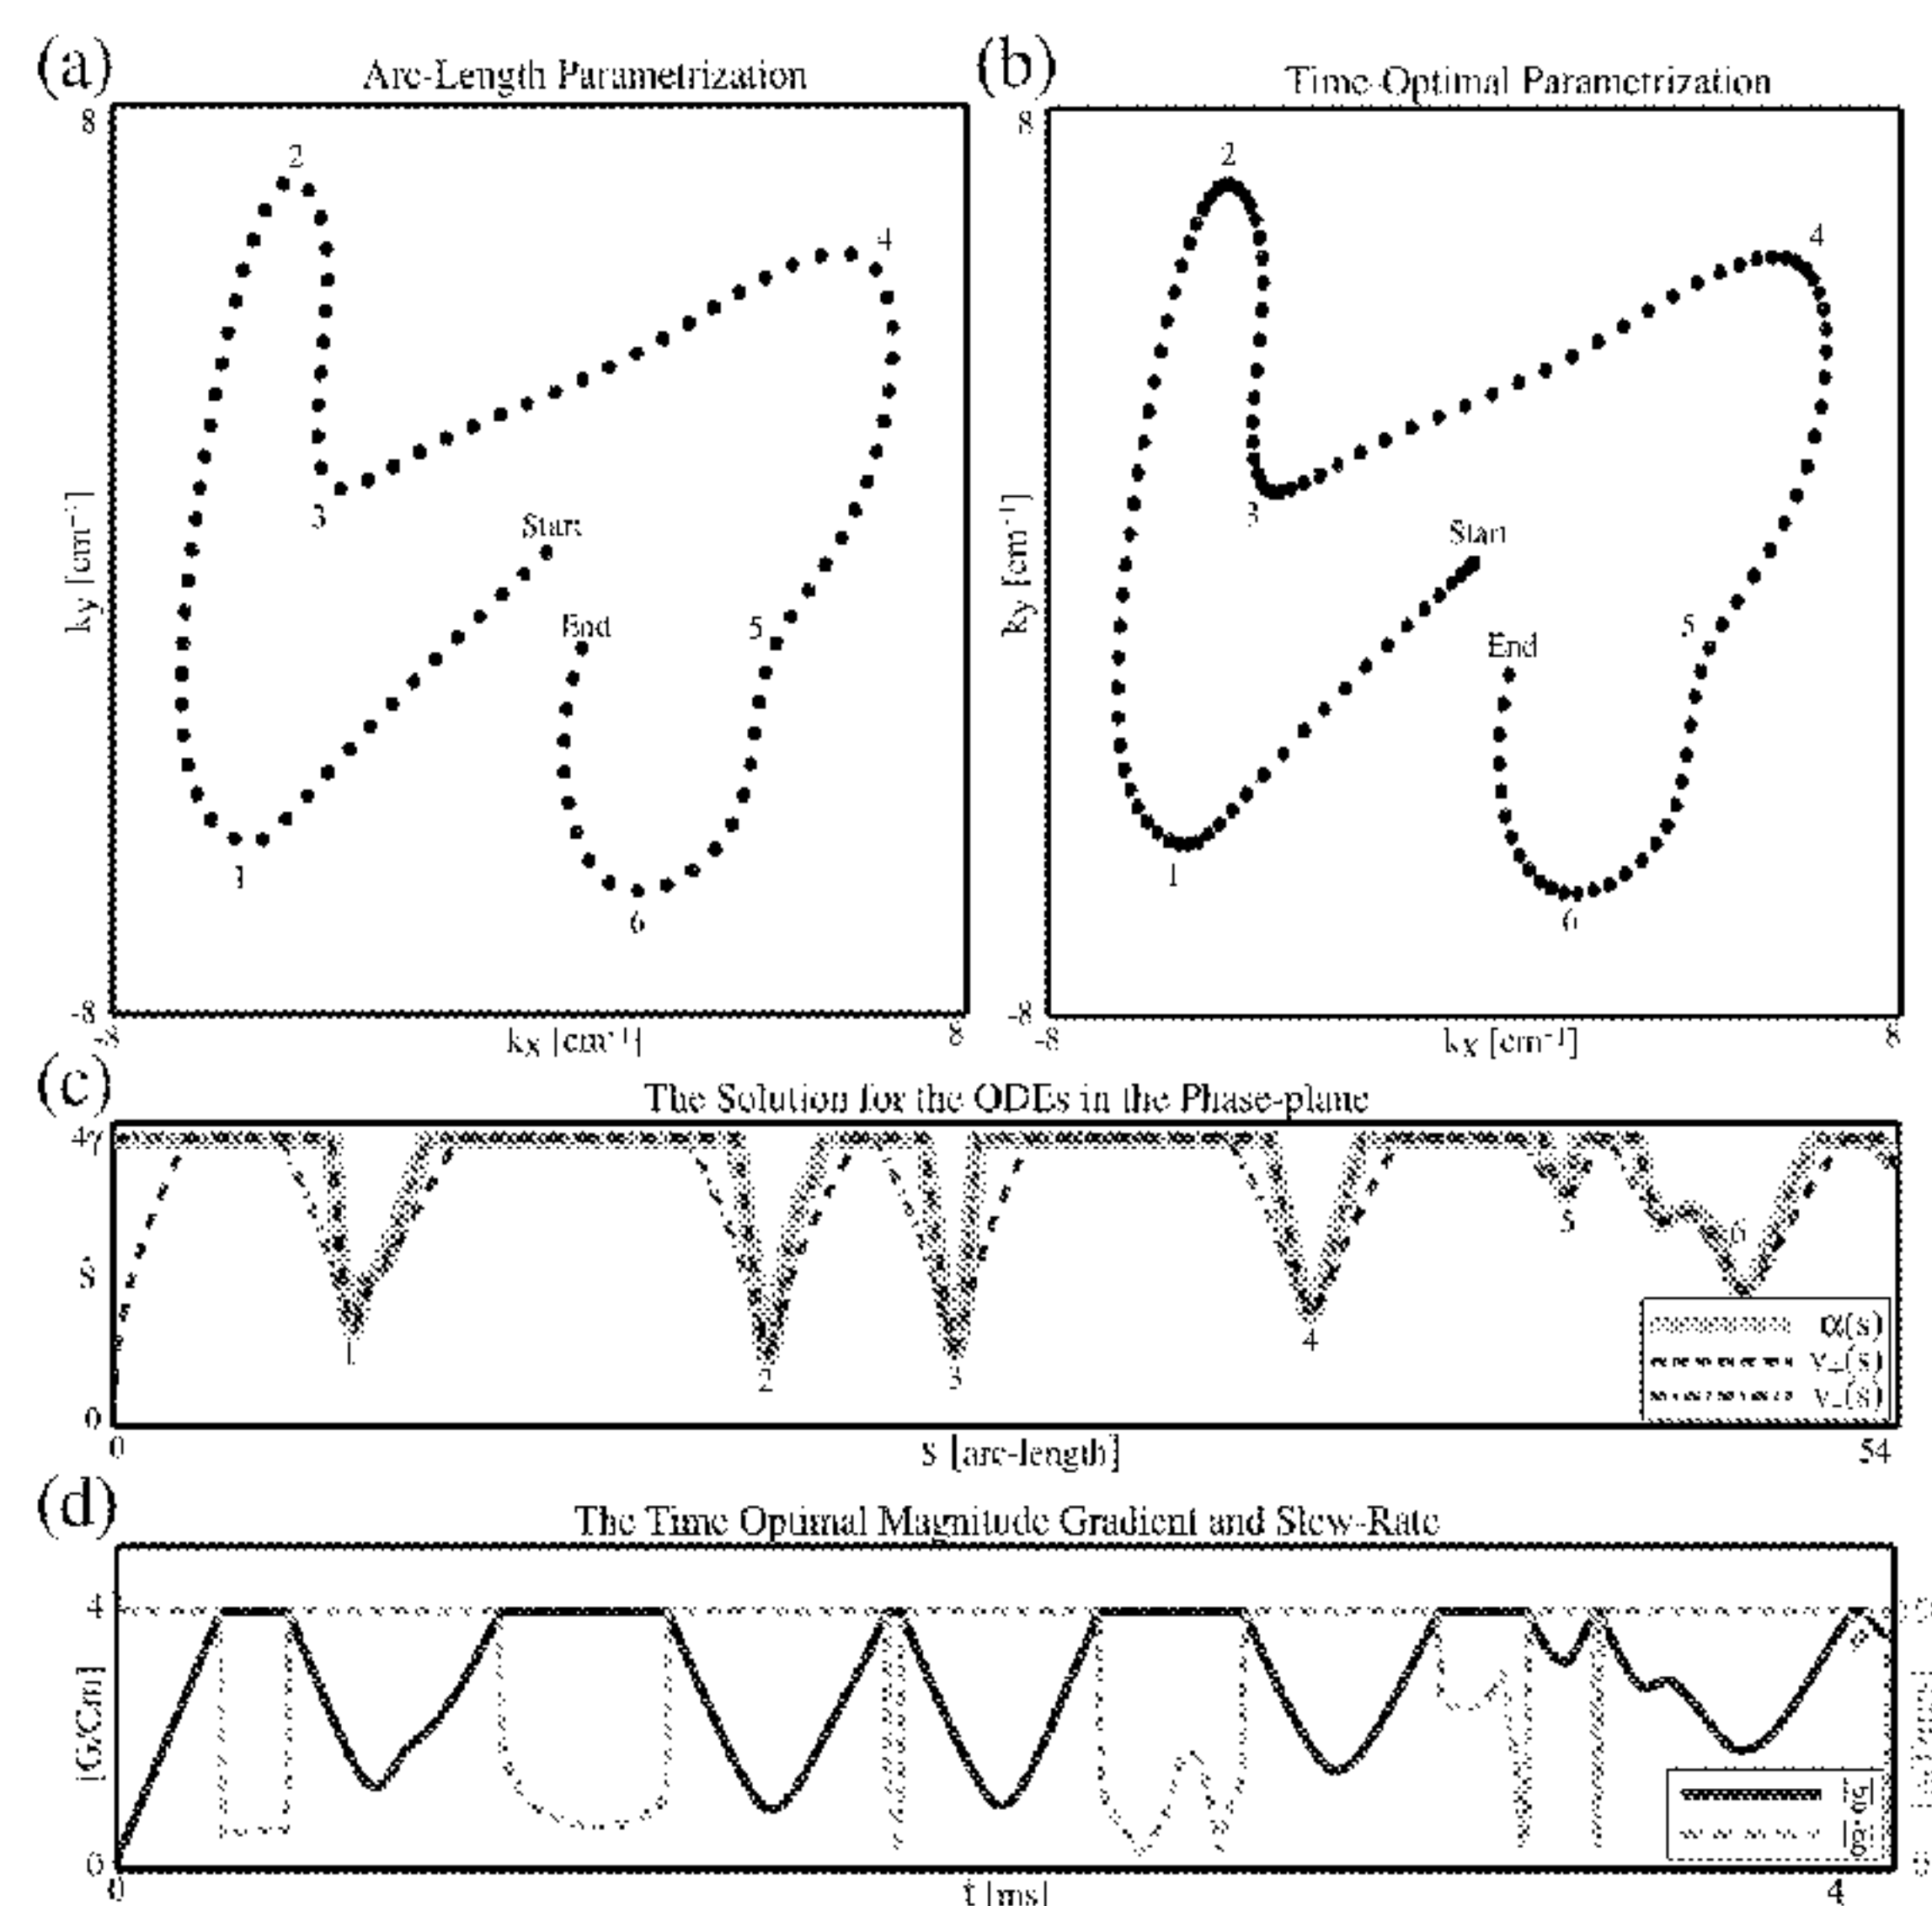 (a)
Arc-Length Parametrization
8
2
4
3
Start
End
5
1
6
ky [cm⁻¹]
-8
-8
kx [cm⁻¹]
8
(b)
Time-Optimal Parametrization
8
2
4
3
Start
5
End
1
6
ky [cm⁻¹]
-8
-8
kx [cm⁻¹]
8
(c)
The Solution for the ODEs in the Phase-plane
4γ
ṡ
0
1
2
3
4
5
6
α(s)
v₊(s)
v₋(s)
0
s [arc-length]
54
(d)
The Time Optimal Magnitude Gradient and Slew-Rate
4
[G/Cm]
0
|g|
|ġ|
0
t [ms]
4